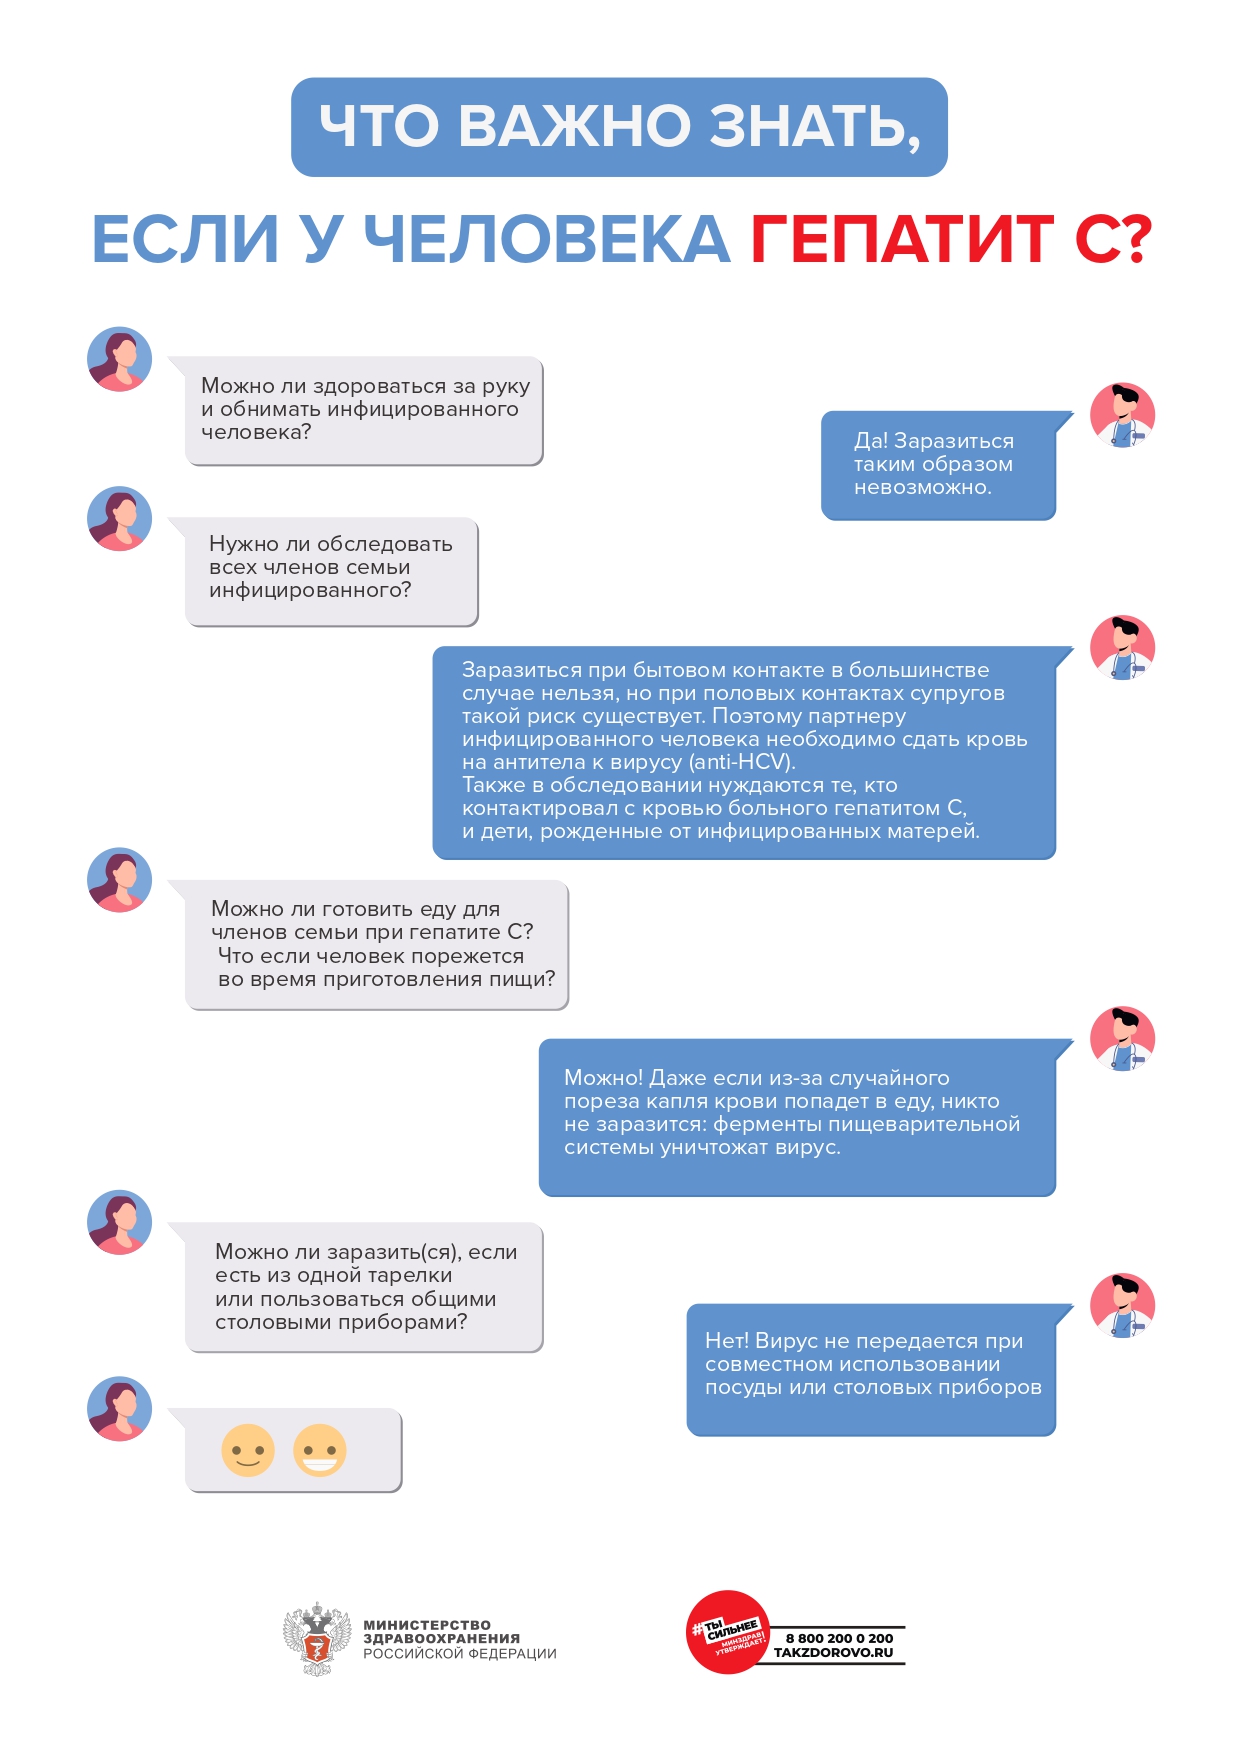 ЧТО ВАЖНО ЗНАТЬ,
ЕСЛИ У ЧЕЛОВЕКА ГЕПАТИТ С?
Можно ли здороваться за руку
и обнимать инфицированного
человека?
Да! Заразиться
таким образом
невозможно.
Нужно ли обследовать
всех членов семьи
инфицированного?
Заразиться при бытовом контакте в большинстве
случае нельзя, но при половых контактах супругов
такой риск существует. Поэтому партнеру
инфицированного человека необходимо сдать кровь
на антитела к вирусу (anti-HCV).
Также в обследовании нуждаются те, кто
контактировал с кровью больного гепатитом С,
и дети, рожденные от инфицированных матерей.
Можно ли готовить еду для
членов семьи при гепатите С?
Что если человек порежется
во время приготовления пищи?
Можно! Даже если из-за случайного
пореза капля крови попадет в еду, никто
не заразится: ферменты пищеварительной
системы уничтожат вирус.
Можно ли заразить(ся), если
есть из одной тарелки
или пользоваться общими
столовыми приборами?
Нет! Вирус не передается при
совместном использовании
посуды или столовых приборов
МИНИСТЕРСТВО
ЗДРАВООХРАНЕНИЯ
РОССИЙСКОЙ ФЕДЕРАЦИИ
#ТЫ
СИЛЬНЕЕ
МИНЗДРАВ
УТВЕРЖДАЕТ!
8 800 200 0 200
TAKZDOROVO.RU